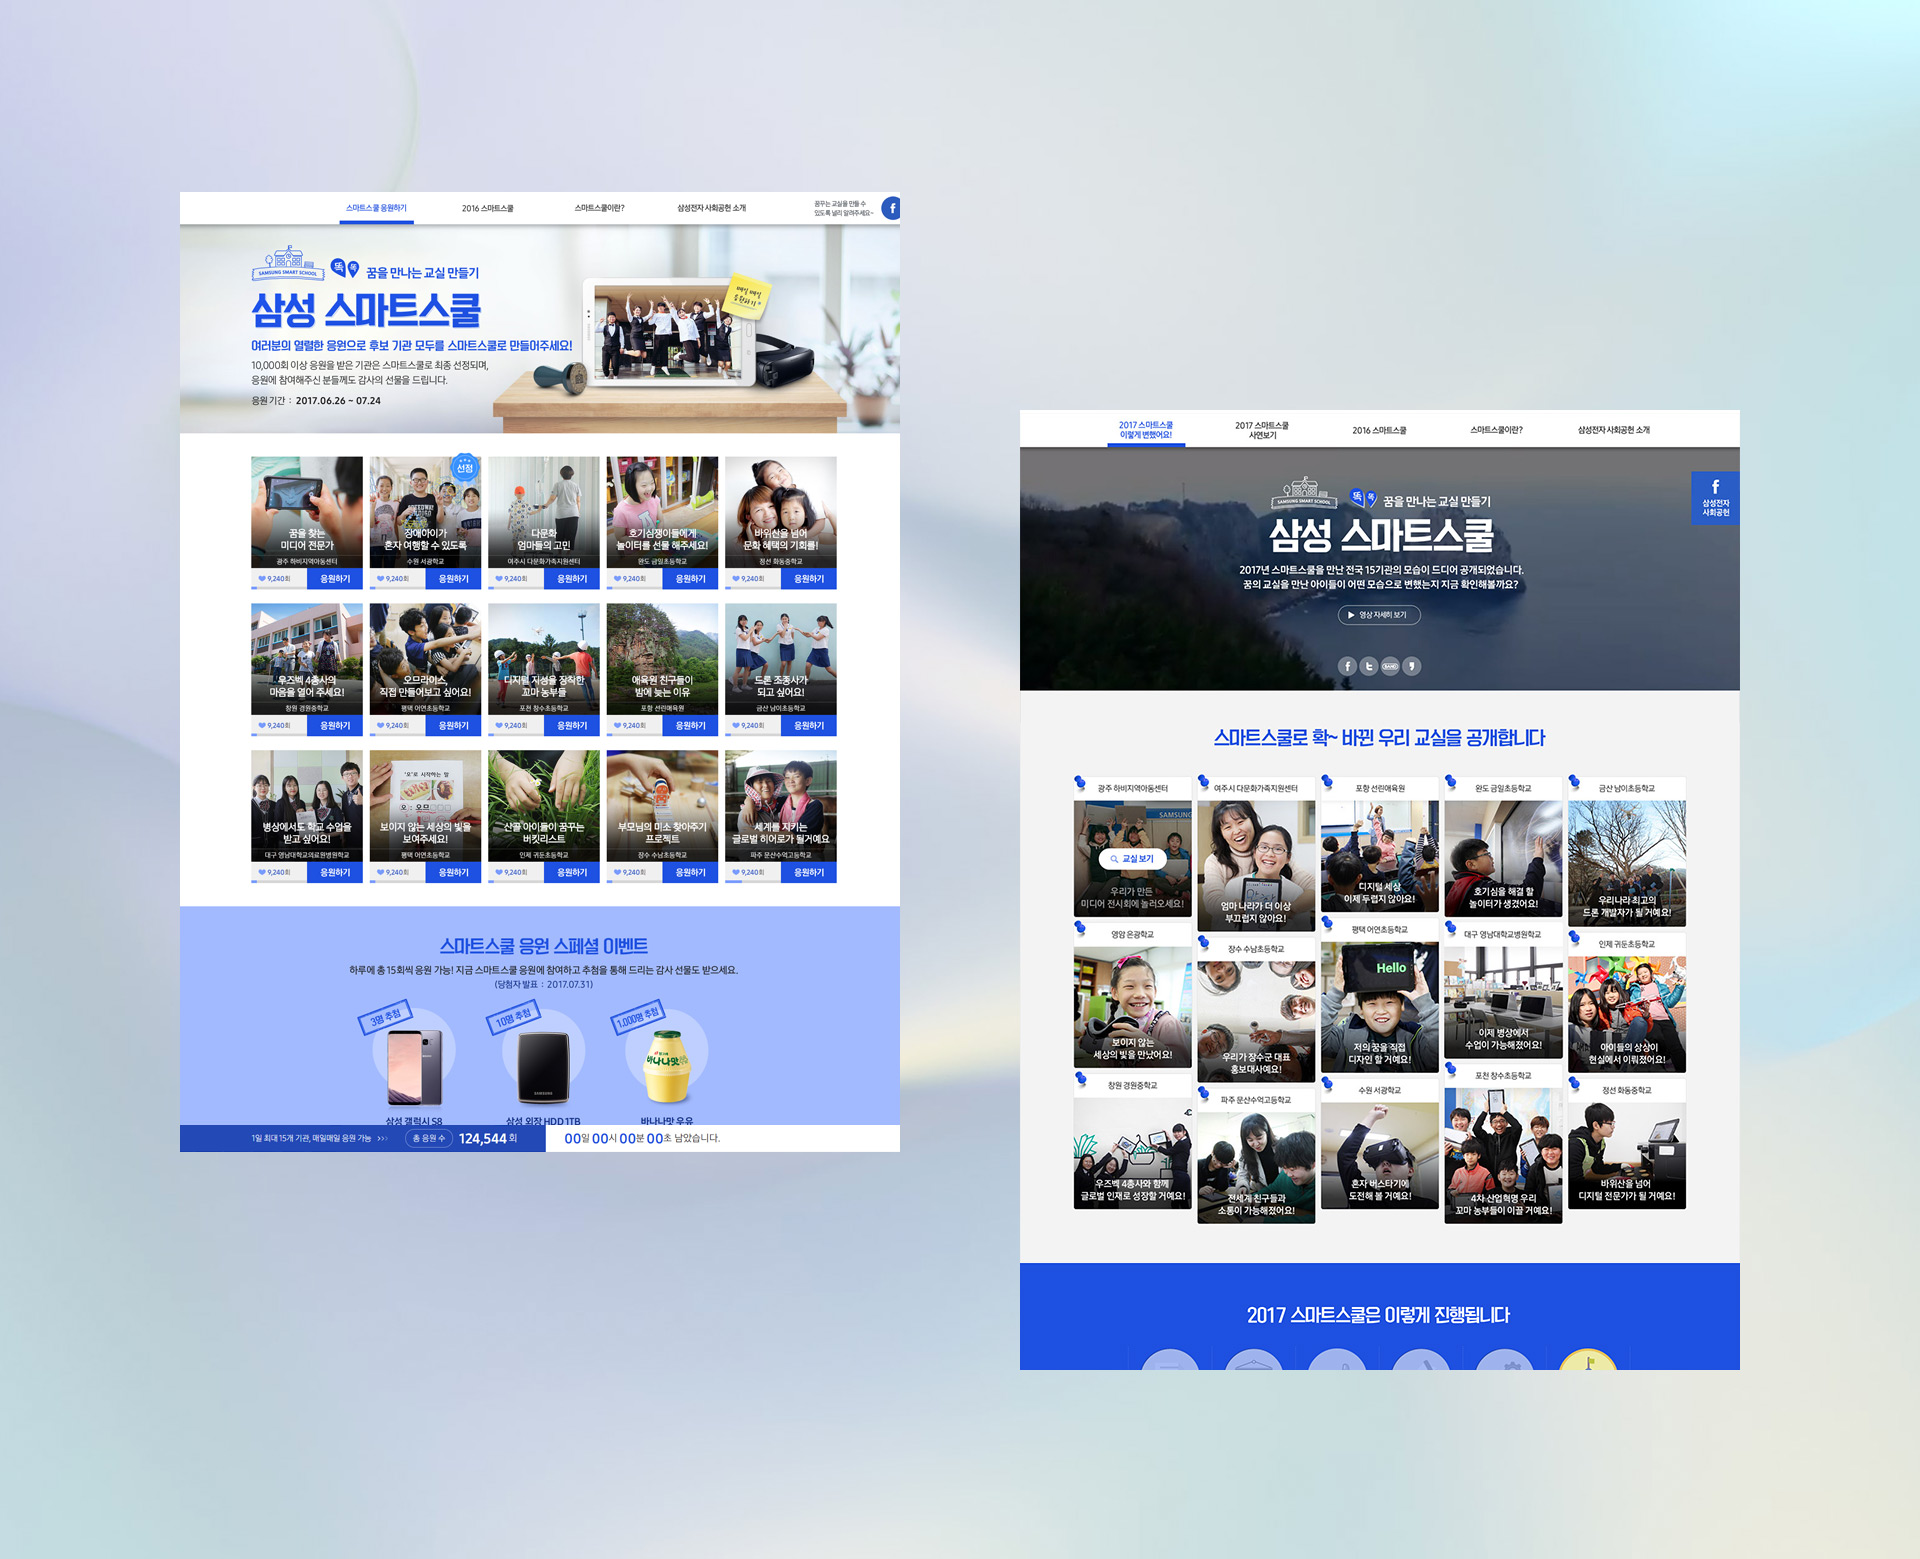 스마트스쿨 응원하기
2016 스마트스쿨
스마트스쿨이란?
삼성전자 사회공헌 소개
꿈꾸는 교실을 만들 수
있도록 널리 알려주세요~
f
SAMSUNG SMART SCHOOL
똑 똑
꿈을 만나는 교실 만들기
삼성 스마트스쿨
여러분의 열렬한 응원으로 후보 기관 모두를 스마트스쿨로 만들어주세요!
10,000회 이상 응원을 받은 기관은 스마트스쿨로 최종 선정되며,
응원에 참여해주신 분들께도 감사의 선물을 드립니다.
응원 기간 : 2017.06.26 ~ 07.24
매일 매일
응원하기
꿈을 찾는
미디어 전문가
광주 하비지역아동센터
9,240회 응원하기
선정
장애아이가
혼자 여행할 수 있도록
수원 서광학교
9,240회 응원하기
다문화
엄마들의 고민
여주시 다문화가족지원센터
9,240회 응원하기
호기심쟁이들에게
놀이터를 선물 해주세요!
완도 금일초등학교
9,240회 응원하기
바위산을 넘어
문화 혜택의 기회를!
정선 화동중학교
9,240회 응원하기
우즈벡 4총사의
마음을 열어 주세요!
창원 경원중학교
9,240회 응원하기
오므라이스,
직접 만들어보고 싶어요!
평택 어연초등학교
9,240회 응원하기
디지털 지성을 장착한
꼬마 농부들
포천 창수초등학교
9,240회 응원하기
애육원 친구들이
밤에 늦는 이유
포항 선린애육원
9,240회 응원하기
드론 조종사가
되고 싶어요!
금산 남이초등학교
9,240회 응원하기
병상에서도 학교 수업을
받고 싶어요!
대구 영남대학교의료원병원학교
9,240회 응원하기
'오'로 시작하는 말
보이지 않는 세상의 빛을
보여주세요!
평택 어연초등학교
9,240회 응원하기
산골 아이들이 꿈꾸는
버킷리스트
인제 귀둔초등학교
9,240회 응원하기
부모님의 미소 찾아주기
프로젝트
장수 수남초등학교
9,240회 응원하기
세계를 지키는
글로벌 히어로가 될거예요
파주 문산수억고등학교
9,240회 응원하기
스마트스쿨 응원 스페셜 이벤트
하루에 총 15회씩 응원 가능! 지금 스마트스쿨 응원에 참여하고 추첨을 통해 드리는 감사 선물도 받으세요.
(당첨자 발표 : 2017.07.31)
3명 추첨
10명 추첨
1,000명 추첨
SAMSUNG
바나나맛
삼성 갤럭시 S8
삼성 외장 HDD 1TB
바나나맛 우유
1일 최대 15개 기관, 매일매일 응원 가능
총 응원 수
124,544 회
00일 00시 00분 00초 남았습니다.
2017 스마트스쿨
이렇게 변했어요!
2017 스마트스쿨
사연보기
2016 스마트스쿨
스마트스쿨이란?
삼성전자 사회공헌 소개
f
삼성전자
사회공헌
SAMSUNG SMART SCHOOL
똑 똑
꿈을 만나는 교실 만들기
삼성 스마트스쿨
2017년 스마트스쿨을 만난 전국 15기관의 모습이 드디어 공개되었습니다.
꿈의 교실을 만난 아이들이 어떤 모습으로 변했는지 지금 확인해볼까요?
영상 자세히 보기
BAND
스마트스쿨로 확~ 바뀐 우리 교실을 공개합니다
광주 하비지역아동센터
SAMSUNG
교실 보기
우리가 만든
미디어 전시회에 놀러오세요!
여주시 다문화가족지원센터
엄마 나라가 더 이상
부끄럽지 않아요!
포항 선린애육원
디지털 세상
이제 두렵지 않아요!
완도 금일초등학교
호기심을 해결 할
놀이터가 생겼어요!
금산 남이초등학교
우리나라 최고의
드론 개발자가 될 거예요!
영암 은광학교
보이지 않는
세상의 빛을 만났어요!
장수 수남초등학교
우리가 장수군 대표
홍보대사예요!
평택 어연초등학교
Hello
저의 꿈을 직접
디자인 할 거예요!
대구 영남대학교병원학교
이제 병상에서
수업이 가능해졌어요!
인제 귀둔초등학교
아이들의 상상이
현실에서 이뤄졌어요!
창원 경원중학교
우즈벡 4총사와 함께
글로벌 인재로 성장할 거예요!
파주 문산수억고등학교
전세계 친구들과
소통이 가능해졌어요!
수원 서광학교
혼자 버스타기에
도전해 볼 거예요!
포천 창수초등학교
4차 산업혁명 우리
꼬마 농부들이 이끌 거예요!
정선 화동중학교
바위산을 넘어
디지털 전문가가 될 거예요!
2017 스마트스쿨은 이렇게 진행됩니다